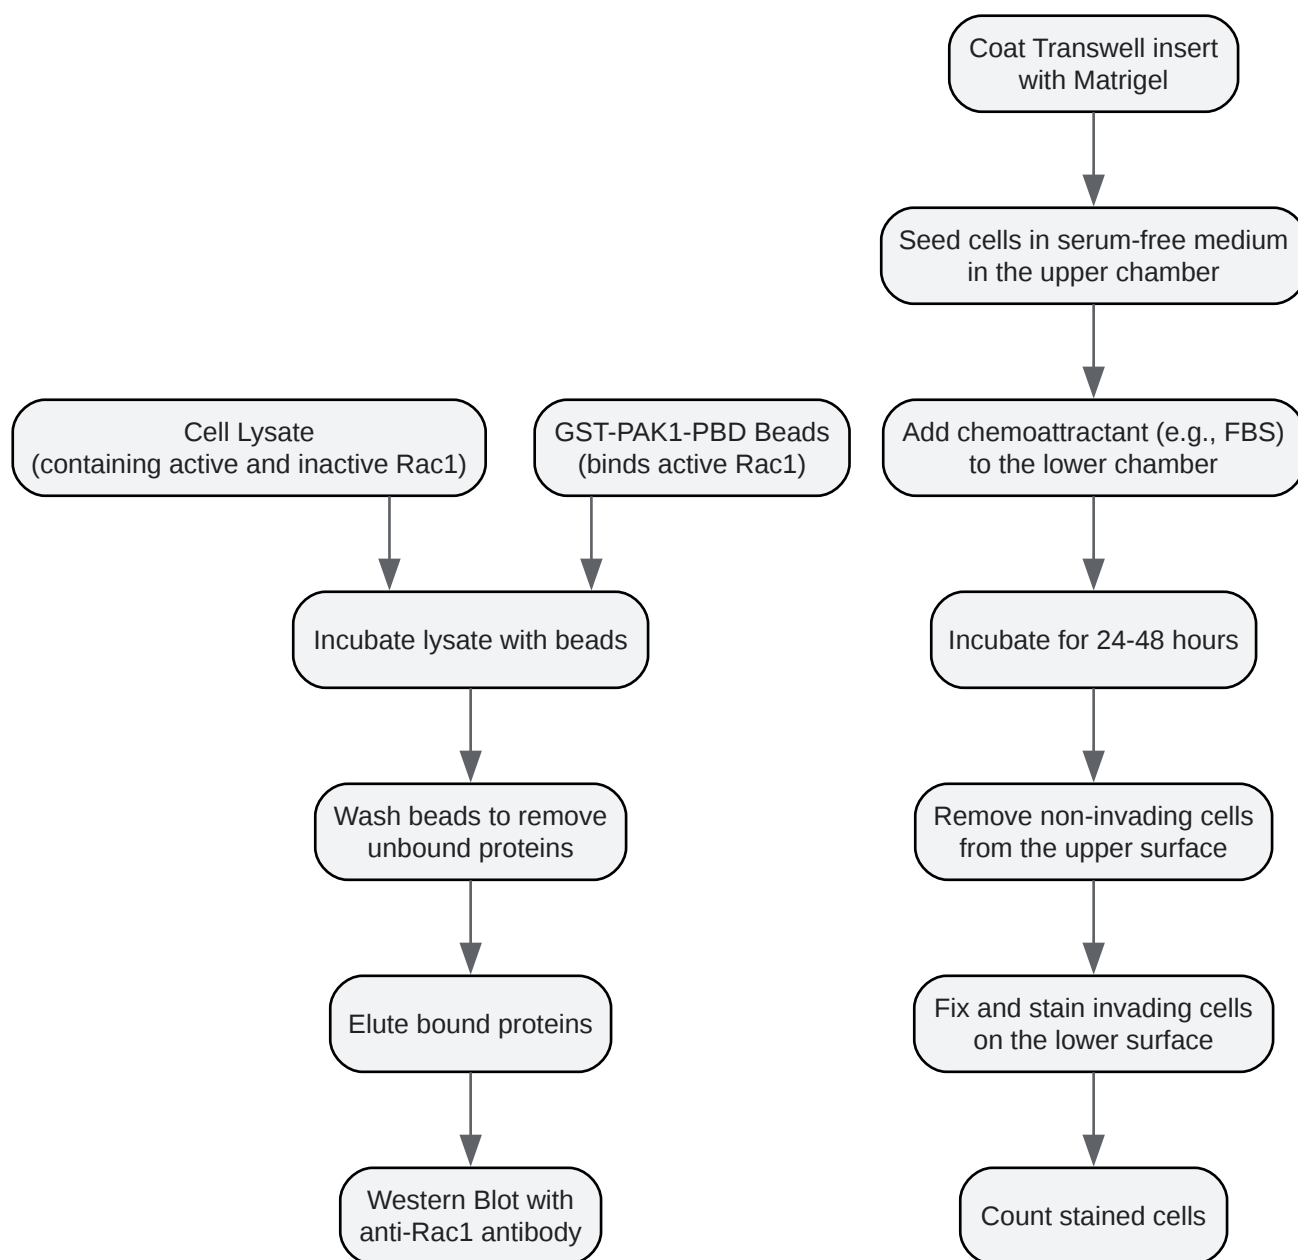 Coat Transwell insert
with Matrigel
Seed cells in serum-free medium
in the upper chamber
Cell Lysate
(containing active and inactive Rac1)
GST-PAK1-PBD Beads
(binds active Rac1)
Add chemoattractant (e.g., FBS)
to the lower chamber
Incubate lysate with beads
Incubate for 24-48 hours
Wash beads to remove
unbound proteins
Remove non-invading cells
from the upper surface
Elute bound proteins
Fix and stain invading cells
on the lower surface
Western Blot with
anti-Rac1 antibody
Count stained cells